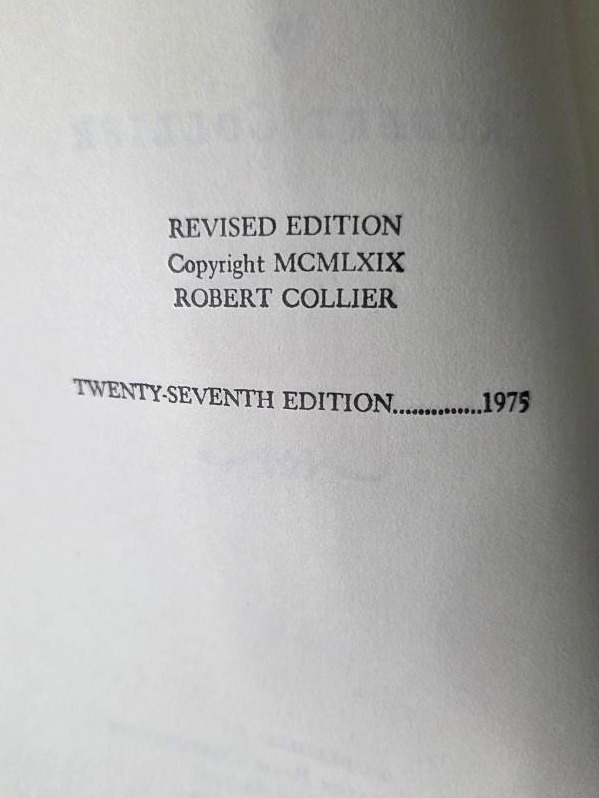 REVISED EDITION
Copyright MCMLXIX
ROBERT COLLIER
TWENTY-SEVENTH EDITION..............1975